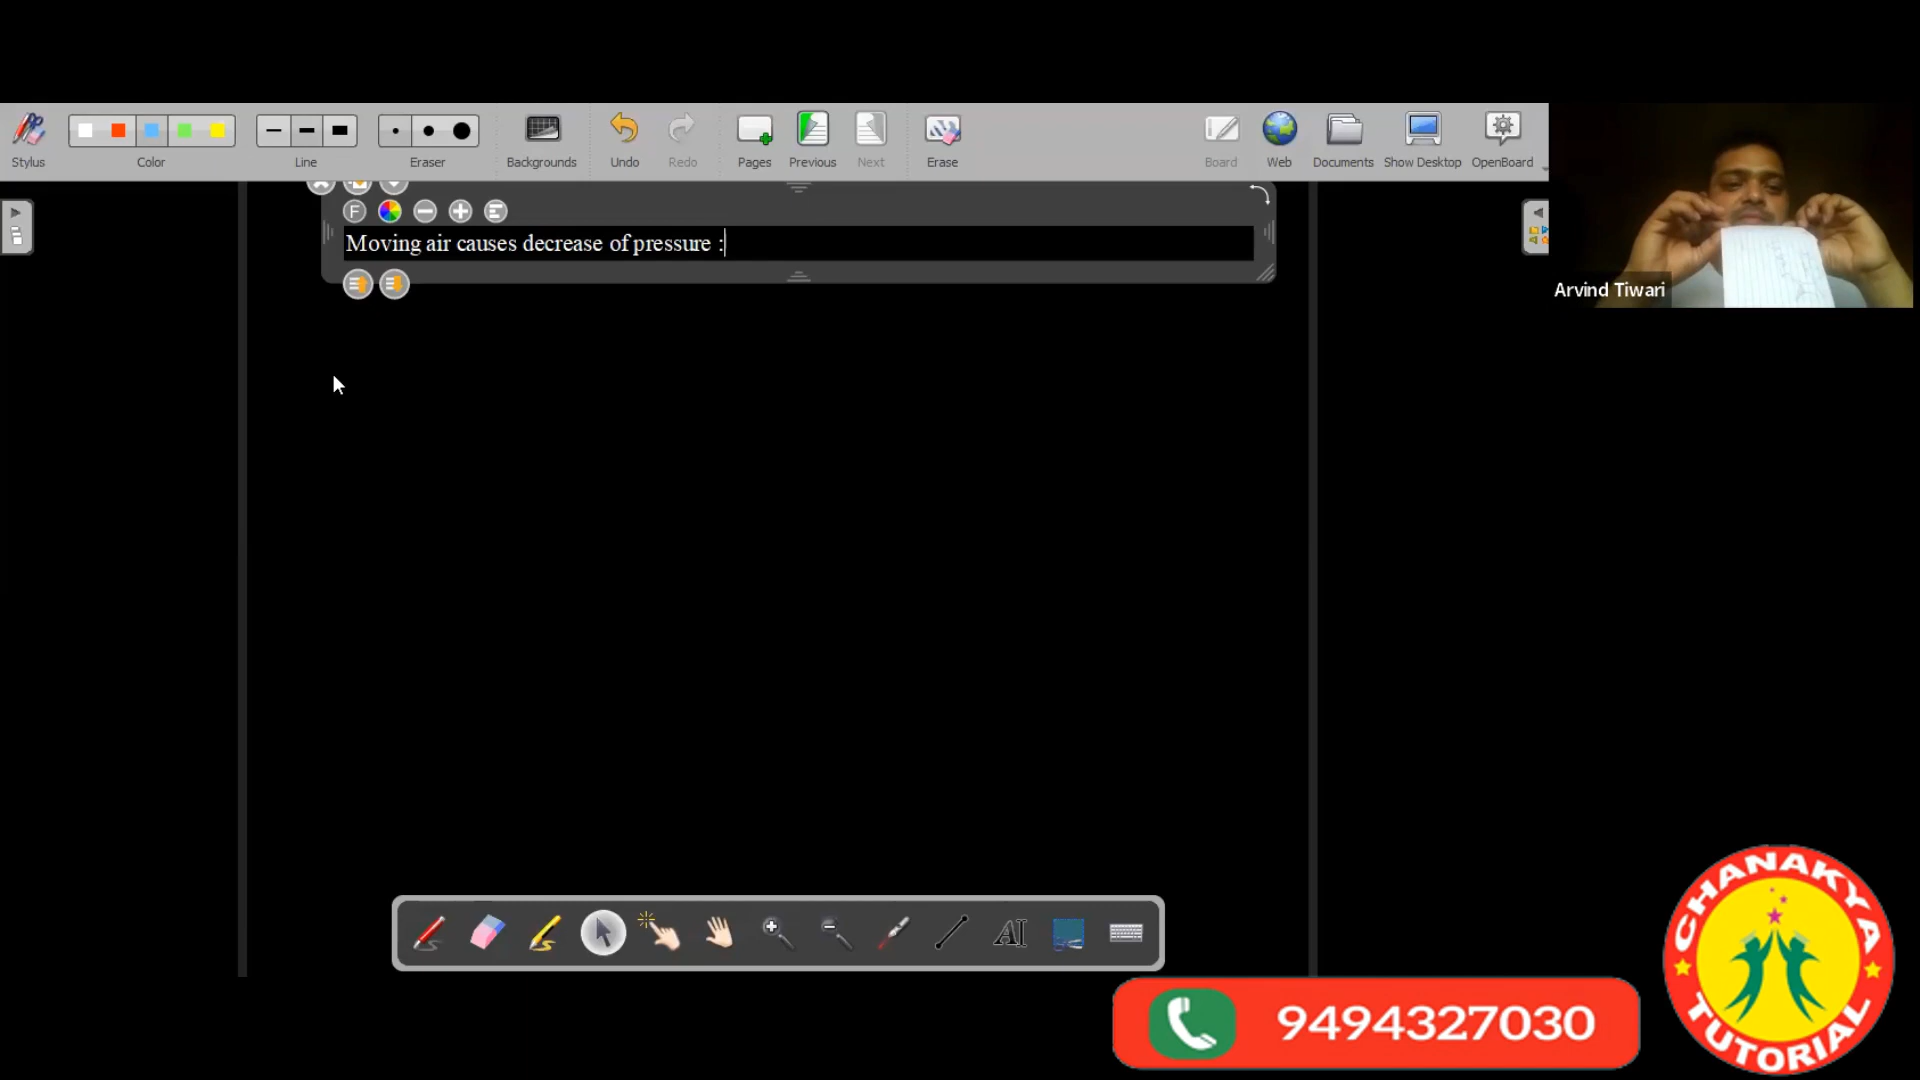 Stylus
Color
Line
Eraser
Backgrounds
Undo
Redo
Pages
Previous
Next
Erase
Board
Web
Documents
Show Desktop
OpenBoard
F
Moving air causes decrease of pressure :
AI
Arvind Tiwari
9494327030
CHANAKYA
TUTORIAL